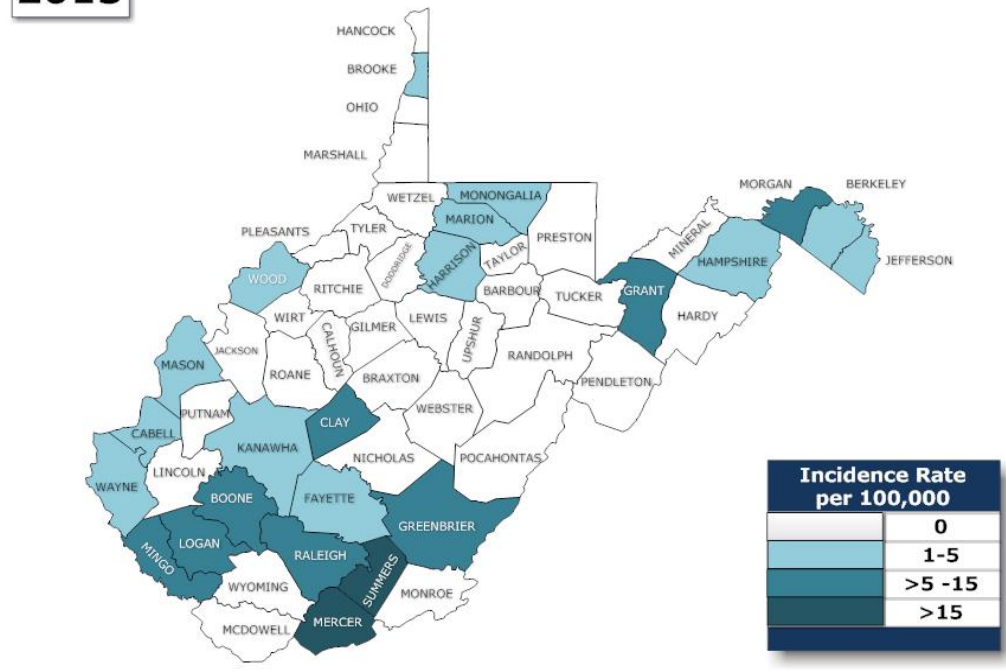 HANCOCK
BROOKE
OHIO
MARSHALL
WETZEL
MONONGALIA
MORGAN
BERKELEY
MARION
PLEASANTS
TYLER
DODDRIDGE
HARRISON
TAYLOR
PRESTON
MINERAL
HAMPSHIRE
JEFFERSON
WOOD
RITCHIE
BARBOUR
TUCKER
GRANT
HARDY
WIRT
CALHOUN
GILMER
LEWIS
UPSHUR
RANDOLPH
JACKSON
MASON
ROANE
BRAXTON
PENDLETON
PUTNAM
WEBSTER
CLAY
CABELL
KANAWHA
NICHOLAS
POCAHONTAS
LINCOLN
WAYNE
BOONE
FAYETTE
GREENBRIER
MINGO
LOGAN
RALEIGH
SUMMERS
WYOMING
MONROE
MERCER
MCDOWELL
Incidence Rate
per 100,000
0
1-5
>5 -15
>15